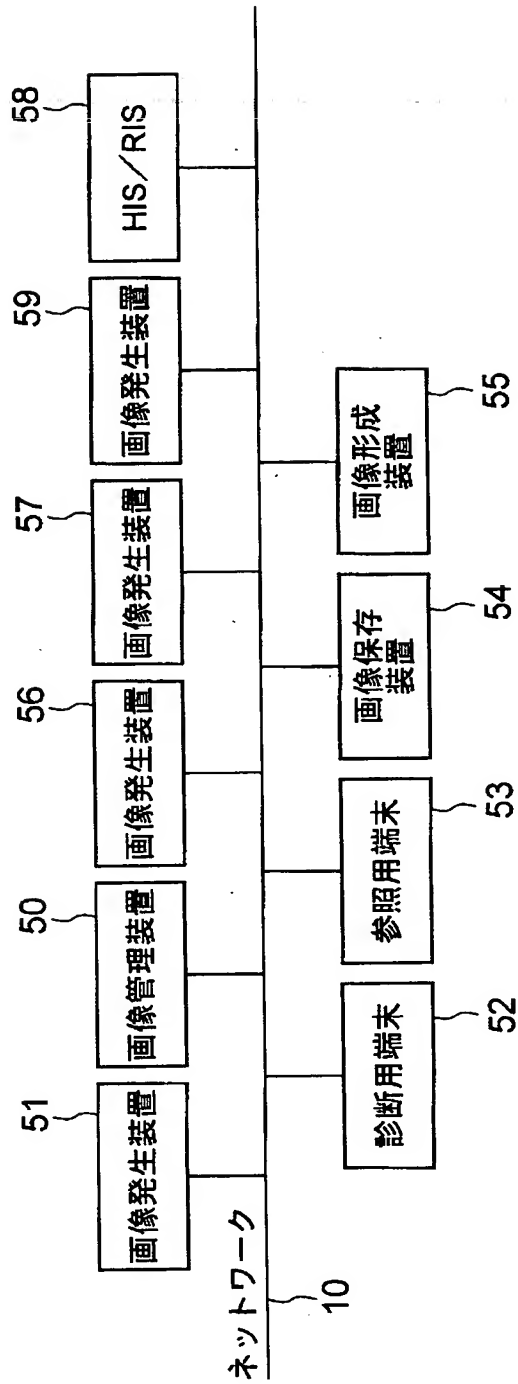 51
画像発生装置
50
画像管理装置
56
画像発生装置
57
画像発生装置
59
画像発生装置
58
HIS/RIS
ネットワーク
10
診断用端末
52
参照用端末
53
画像保存
装置
54
画像形成
装置
55